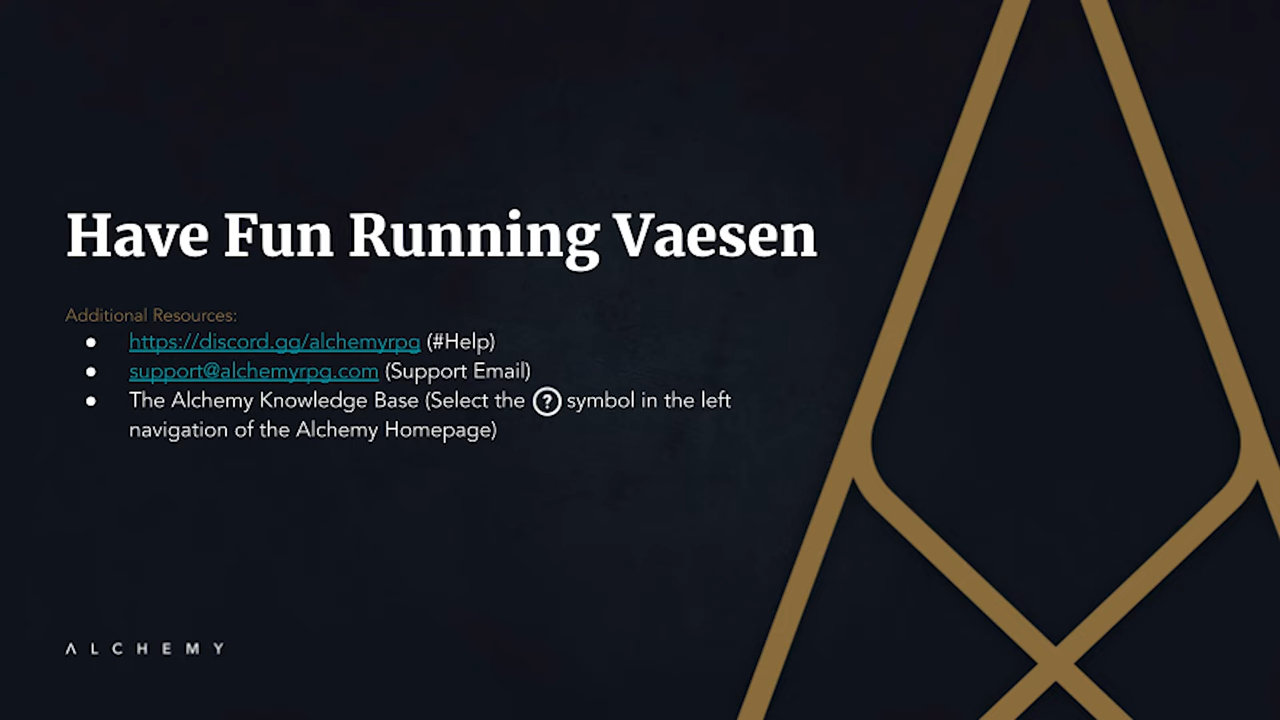 Have Fun Running Vaesen
Additional Resources:
● https://discord.gg/alchemyrpg (#Help)
● support@alchemyrpg.com (Support Email)
● The Alchemy Knowledge Base (Select the ? symbol in the left
navigation of the Alchemy Homepage)
ALCHEMY